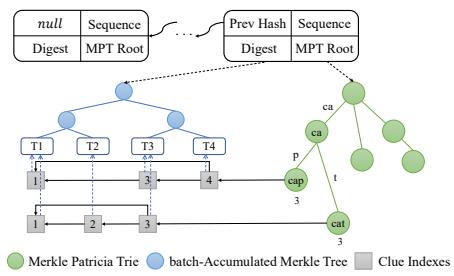 null Sequence
Digest MPT Root
...
Prev Hash Sequence
Digest MPT Root
ca
ca
p
t
T1 T2 T3 T4
1 3 4 cap
3
1 2 3 cat
3
Merkle Patricia Trie batch-Accumulated Merkle Tree Clue Indexes